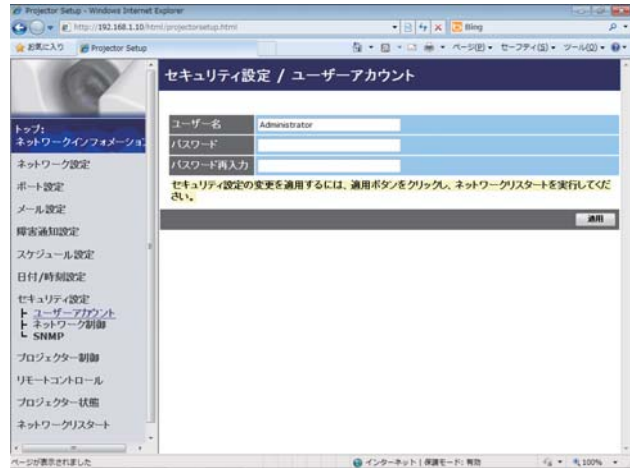 Projector Setup - Windows Internet Explorer
http://192.168.1.10/html/projectorsetup.html
Bing
お気に入り
Projector Setup
ページ(P)
セーフティ(S)
ツール(O)
トップ:
ネットワークインフォメーション
ネットワーク設定
ポート設定
メール設定
障害通知設定
スケジュール設定
日付/時刻設定
セキュリティ設定
ユーザーアカウント
ネットワーク制御
SNMP
プロジェクター制御
リモートコントロール
プロジェクター状態
ネットワークリスタート
セキュリティ設定 / ユーザーアカウント
ユーザー名
Administrator
パスワード
パスワード再入力
セキュリティ設定の変更を適用するには、適用ボタンをクリックし、ネットワークリスタートを実行してくだ
さい。
適用
ページが表示されました
インターネット | 保護モード: 無効
100%